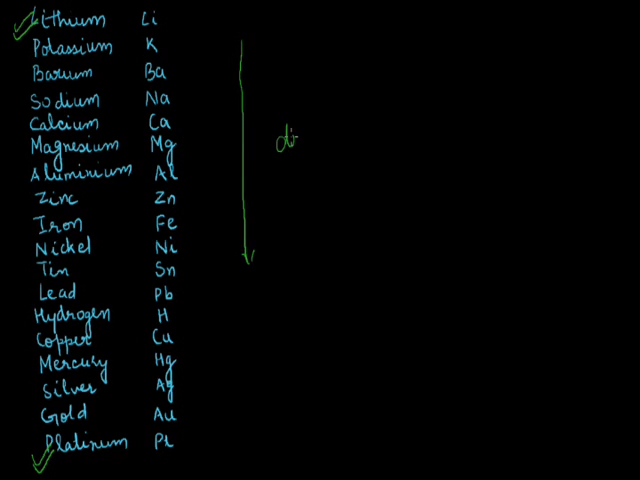 Lithium Li
Potassium K
Barium Ba
Sodium Na
Calcium Ca
Magnesium Mg
Aluminium Al
Zinc Zn
Iron Fe
Nickel Ni
Tin Sn
Lead Pb
Hydrogen H
Copper Cu
Mercury Hg
Silver Ag
Gold Au
Platinum Pt
di